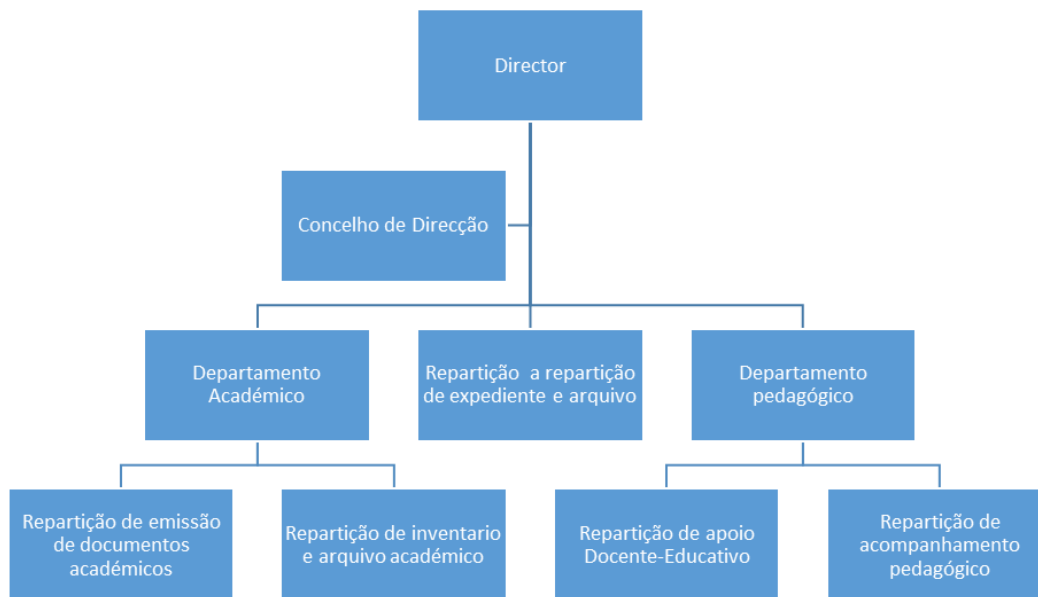 Director
Concelho de Direcção
Departamento
Académico
Repartição  a repartição
de expediente e arquivo
Departamento
pedagógico
Repartição de emissão
de documentos
académicos
Repartição de inventario
e arquivo académico
Repartição de apoio
Docente-Educativo
Repartição de
acompanhamento
pedagógico